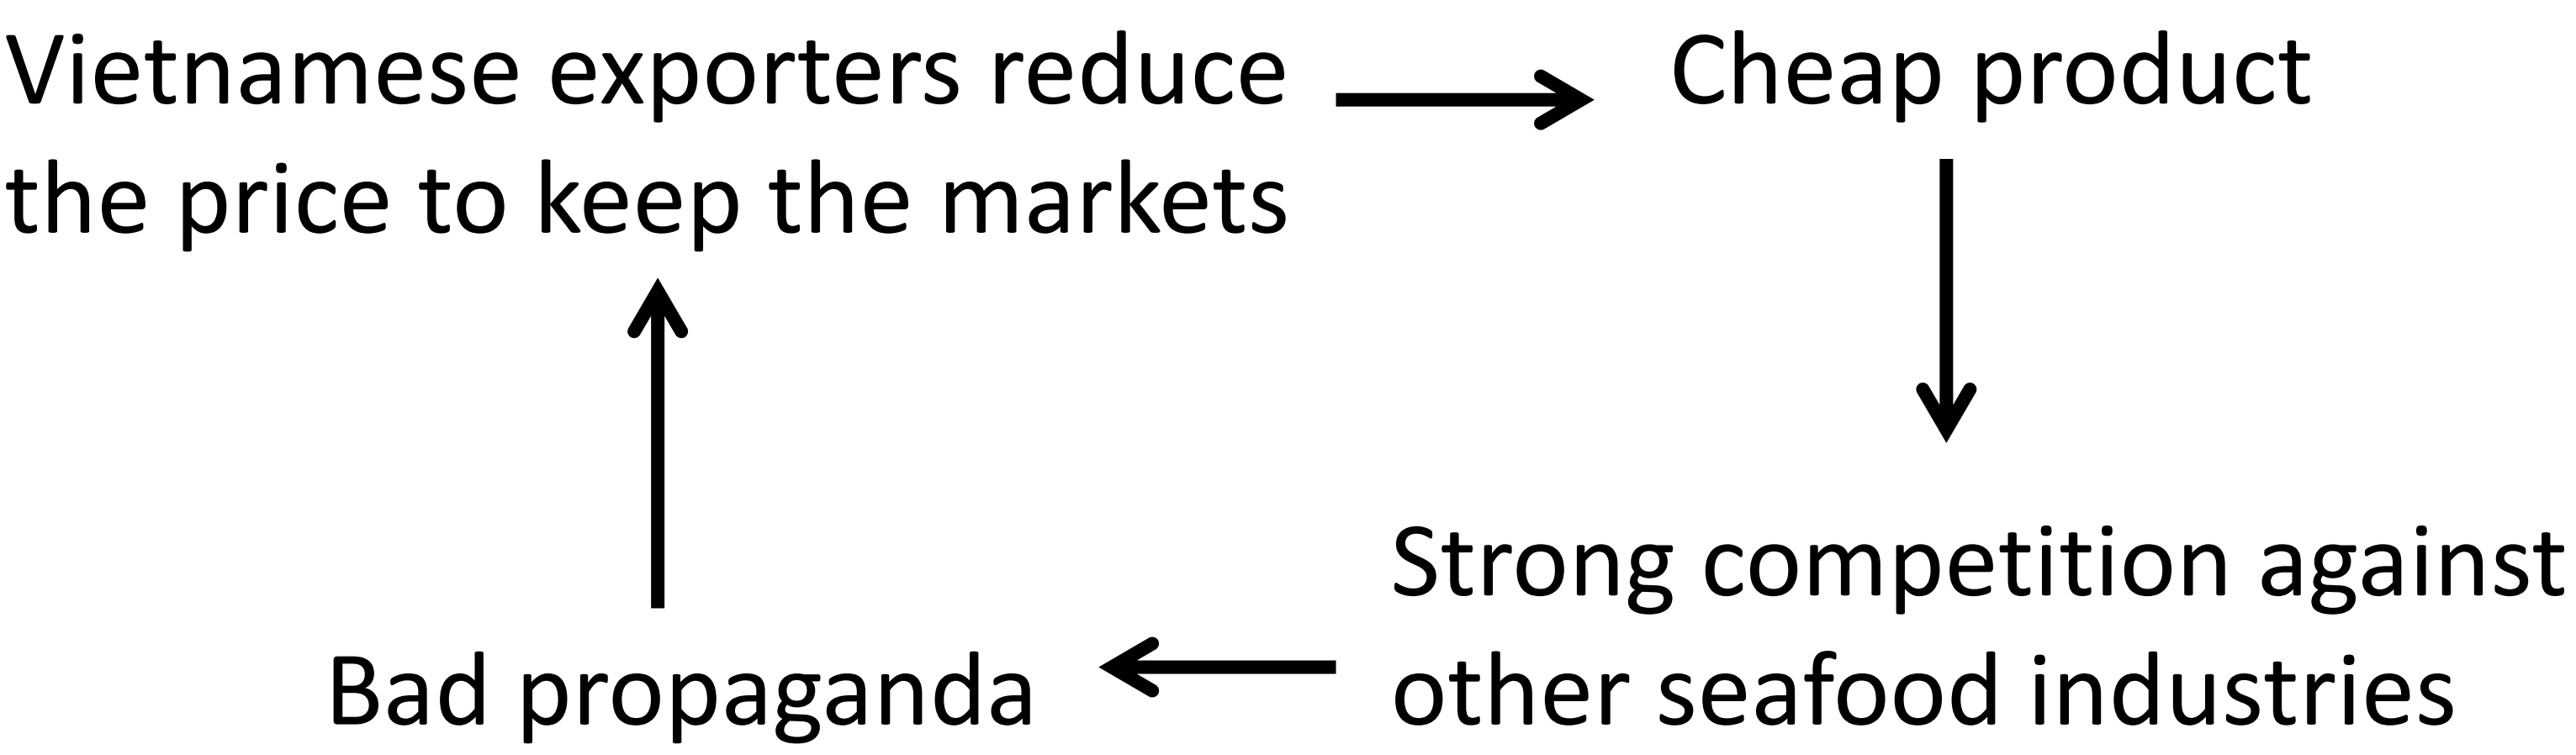 Vietnamese exporters reduce
the price to keep the markets
Cheap product
Strong competition against
other seafood industries
Bad propaganda